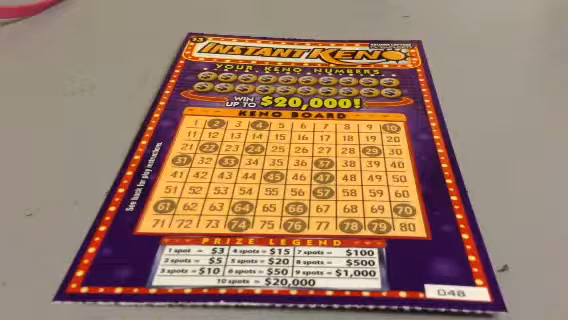 $3
INSTANT KENO
YOUR KENO NUMBERS
WIN UP TO $20,000!
KENO BOARD
1 2 3 4 5 6 7 8 9 10
11 12 13 14 15 16 17 18 19 20
21 22 23 24 25 26 27 28 29 30
31 32 33 34 35 36 37 38 39 40
41 42 43 44 45 46 47 48 49 50
51 52 53 54 55 56 57 58 59 60
61 62 63 64 65 66 67 68 69 70
71 72 73 74 75 76 77 78 79 80
See back for play instructions.
PRIZE LEGEND
1 spot = $3 4 spots = $15 7 spots = $100
2 spots = $5 5 spots = $20 8 spots = $500
3 spots = $10 6 spots = $50 9 spots = $1,000
10 spots = $20,000
048